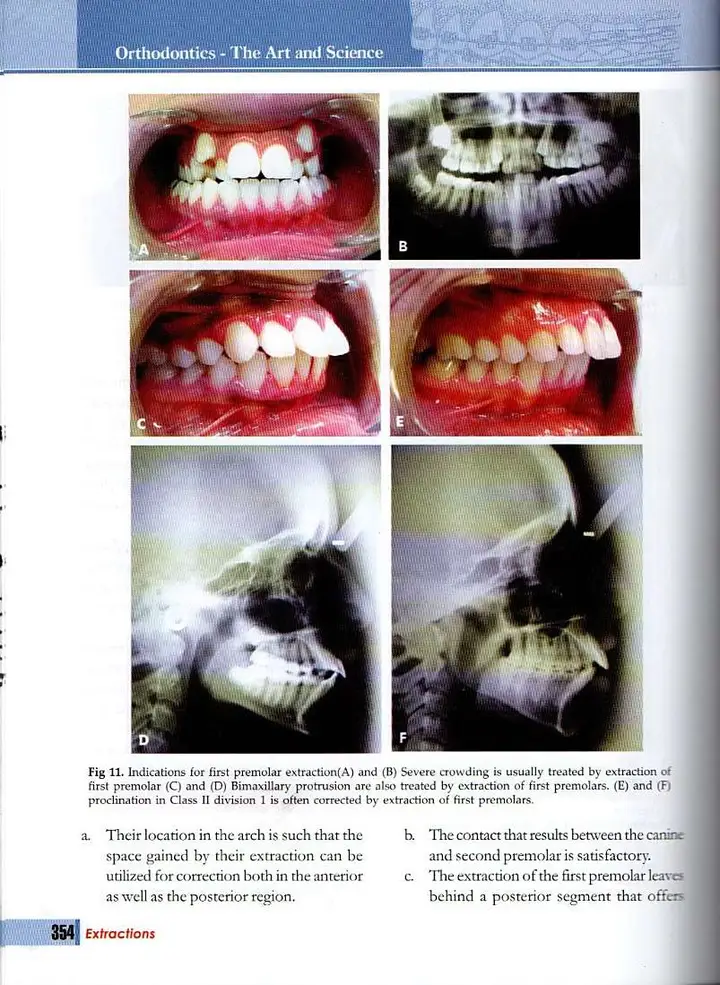 Orthodontics - The Art and Science
A
B
C
E
D
F
Fig 11. Indications for first premolar extraction(A) and (B) Severe crowding is usually treated by extraction of
first premolar (C) and (D) Bimaxillary protrusion are also treated by extraction of first premolars. (E) and (F)
proclination in Class II division 1 is often corrected by extraction of first premolars.
a. Their location in the arch is such that the
space gained by their extraction can be
utilized for correction both in the anterior
as well as the posterior region.
b. The contact that results between the canine
and second premolar is satisfactory.
c. The extraction of the first premolar leaves
behind a posterior segment that offers
354 Extractions